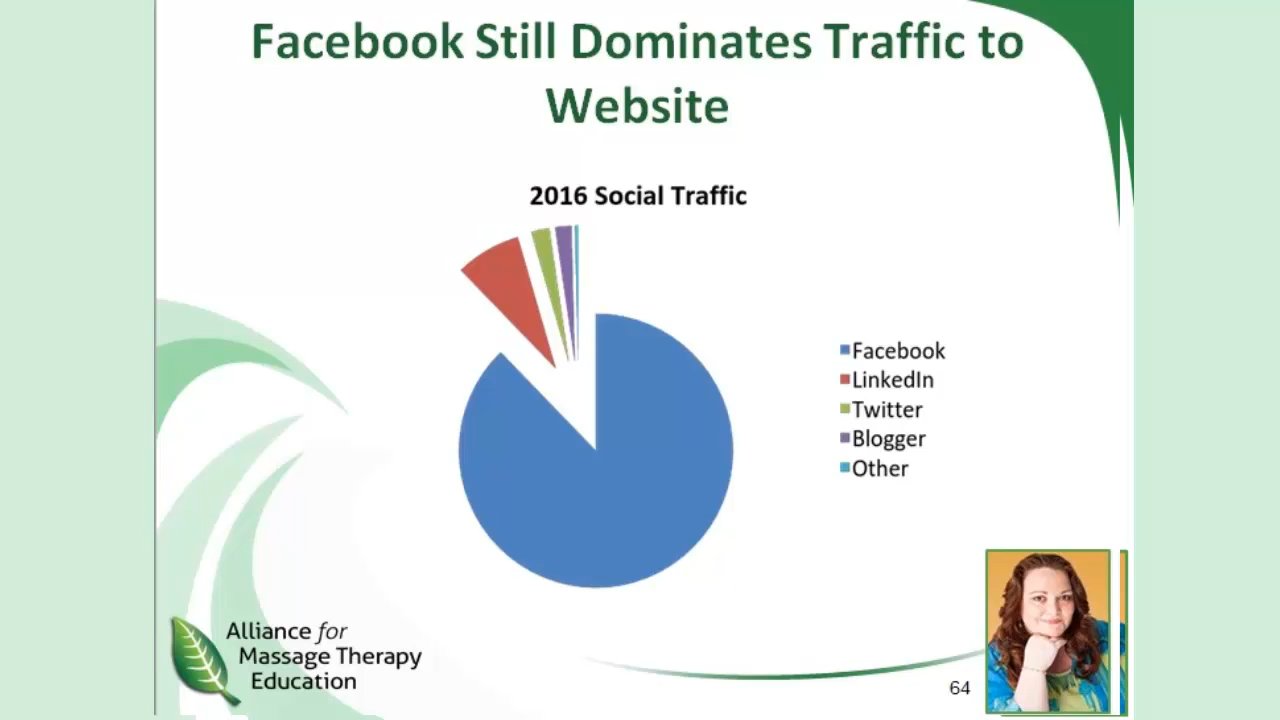 Facebook Still Dominates Traffic to
Website
2016 Social Traffic
Facebook
LinkedIn
Twitter
Blogger
Other
Alliance for
Massage Therapy
Education
64